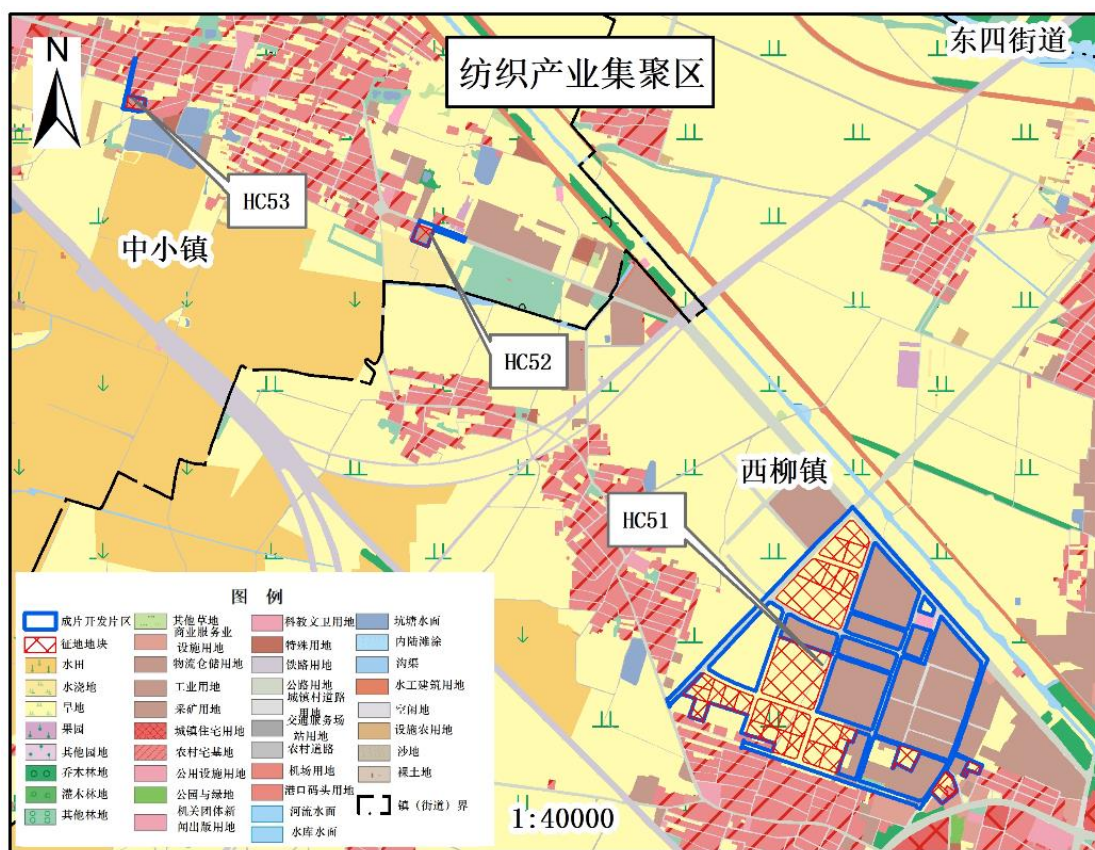 N
纺织产业集聚区
东四街道
HC53
中小镇
HC52
西柳镇
HC51
图 例
成片开发片区
征地地块
水田
水浇地
旱地
果园
其他园地
乔木林地
灌木林地
其他林地
其他草地
商业服务业
设施用地
物流仓储用地
工业用地
采矿用地
城镇住宅用地
农村宅基地
公用设施用地
公园与绿地
机关团体新
闻出版用地
科教文卫用地
特殊用地
铁路用地
公路用地
城镇村道路
用地
交通服务场
站用地
农村道路
机场用地
港口码头用地
河流水面
水库水面
坑塘水面
内陆滩涂
沟渠
水工建筑用地
空闲地
设施农用地
沙地
裸土地
镇（街道）界
1:40000